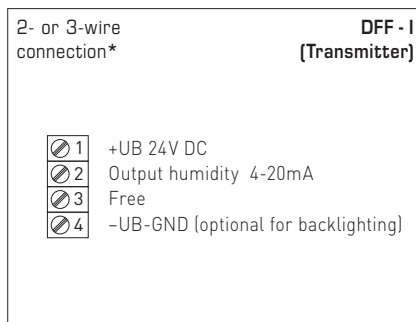 2- or 3-wire
connection*
DFF - I
(Transmitter)
1 +UB 24V DC
2 Output humidity 4-20mA
3 Free
4 –UB-GND (optional for backlighting)